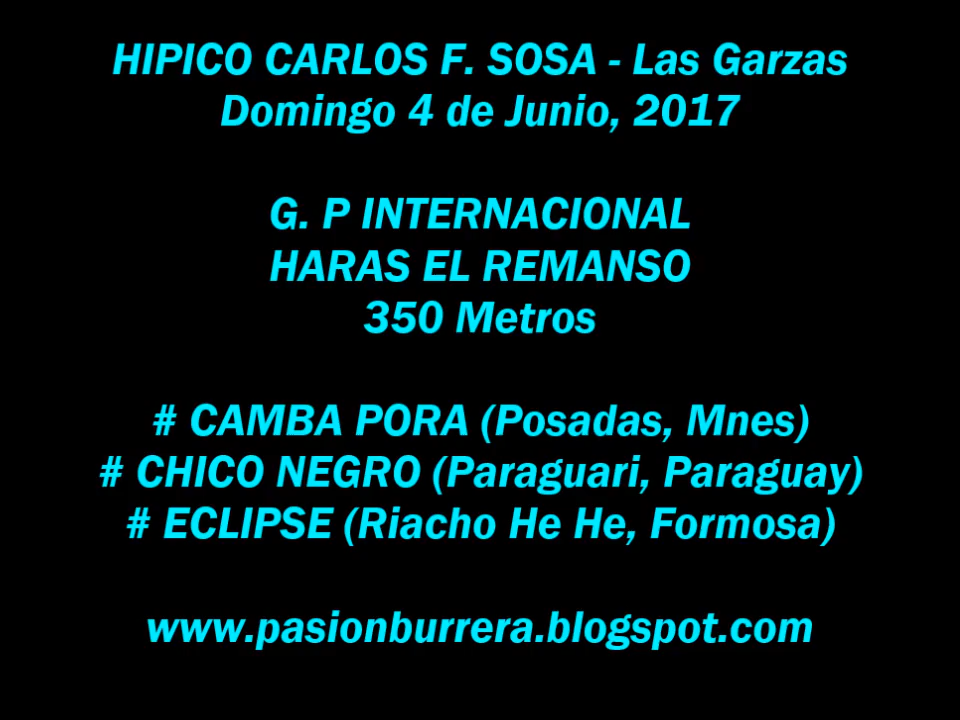 HIPICO CARLOS F. SOSA - Las Garzas
Domingo 4 de Junio, 2017
G. P INTERNACIONAL
HARAS EL REMANSO
350 Metros
# CAMBA PORA (Posadas, Mnes)
# CHICO NEGRO (Paraguari, Paraguay)
# ECLIPSE (Riacho He He, Formosa)
www.pasionburrera.blogspot.com